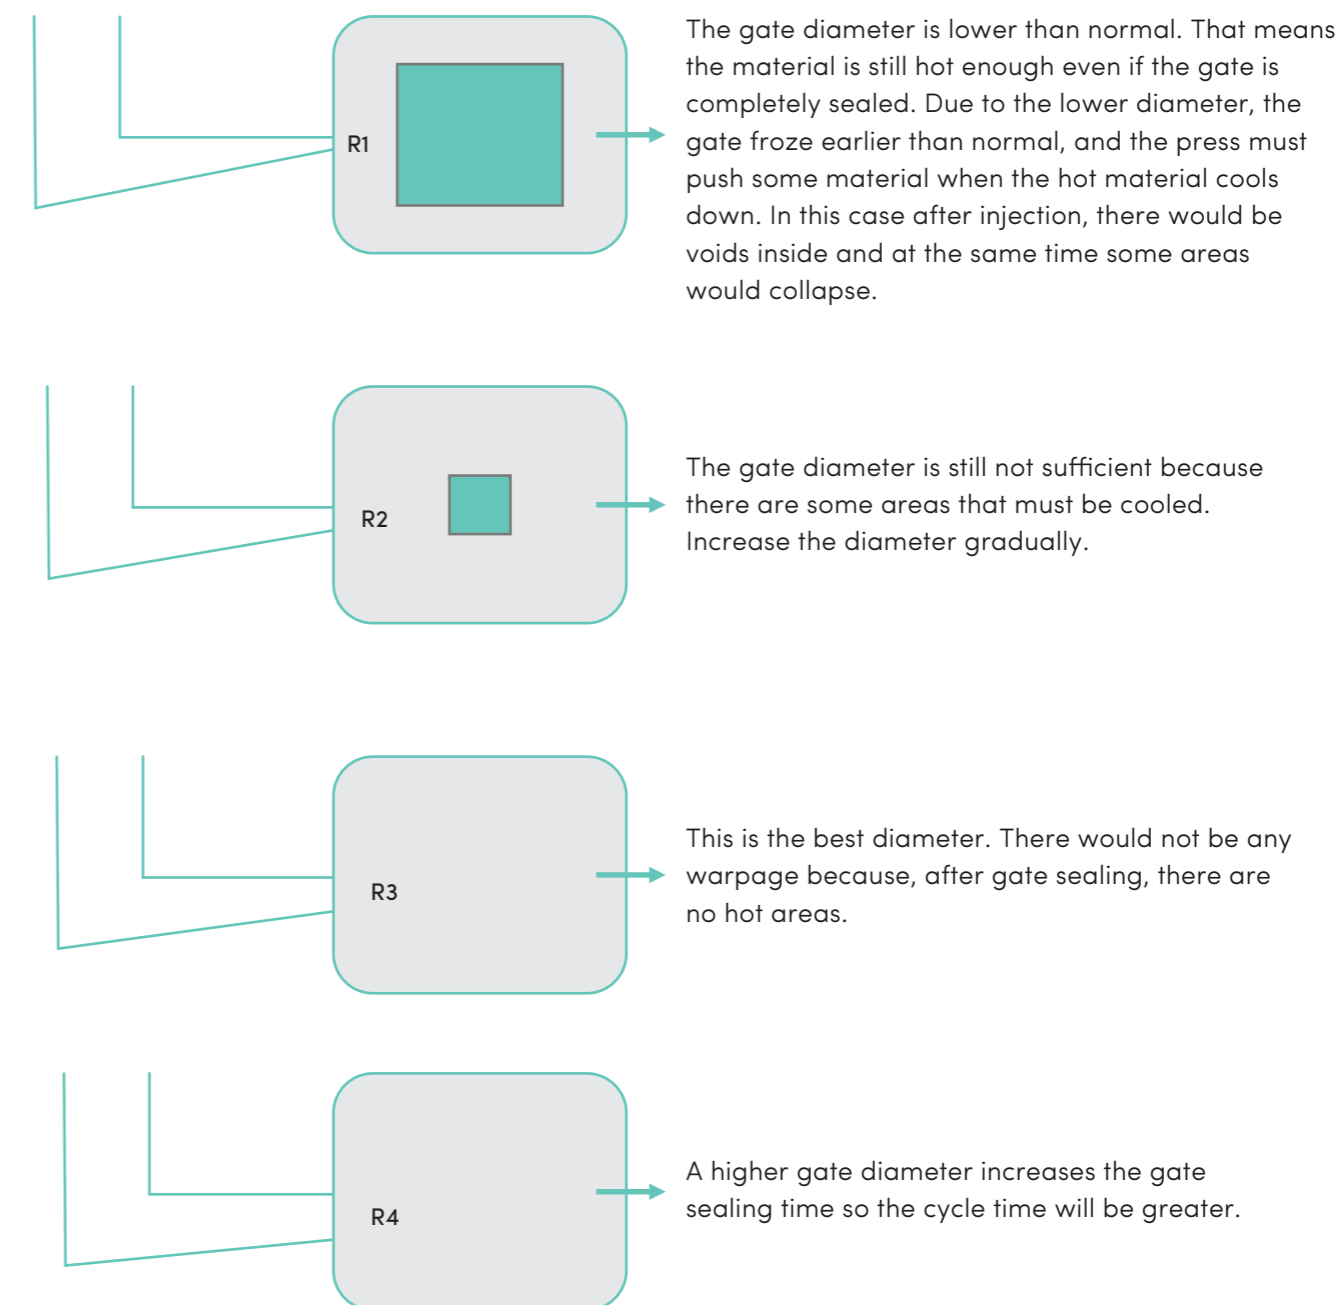 The gate diameter is lower than normal. That means
the material is still hot enough even if the gate is
completely sealed. Due to the lower diameter, the
R1
gate froze earlier than normal, and the press must
push some material when the hot material cools
down. In this case after injection, there would be
voids inside and at the same time some areas
would collapse.
R2
The gate diameter is still not sufficient because
there are some areas that must be cooled.
Increase the diameter gradually.
R3
This is the best diameter. There would not be any
warpage because, after gate sealing, there are
no hot areas.
R4
A higher gate diameter increases the gate
sealing time so the cycle time will be greater.